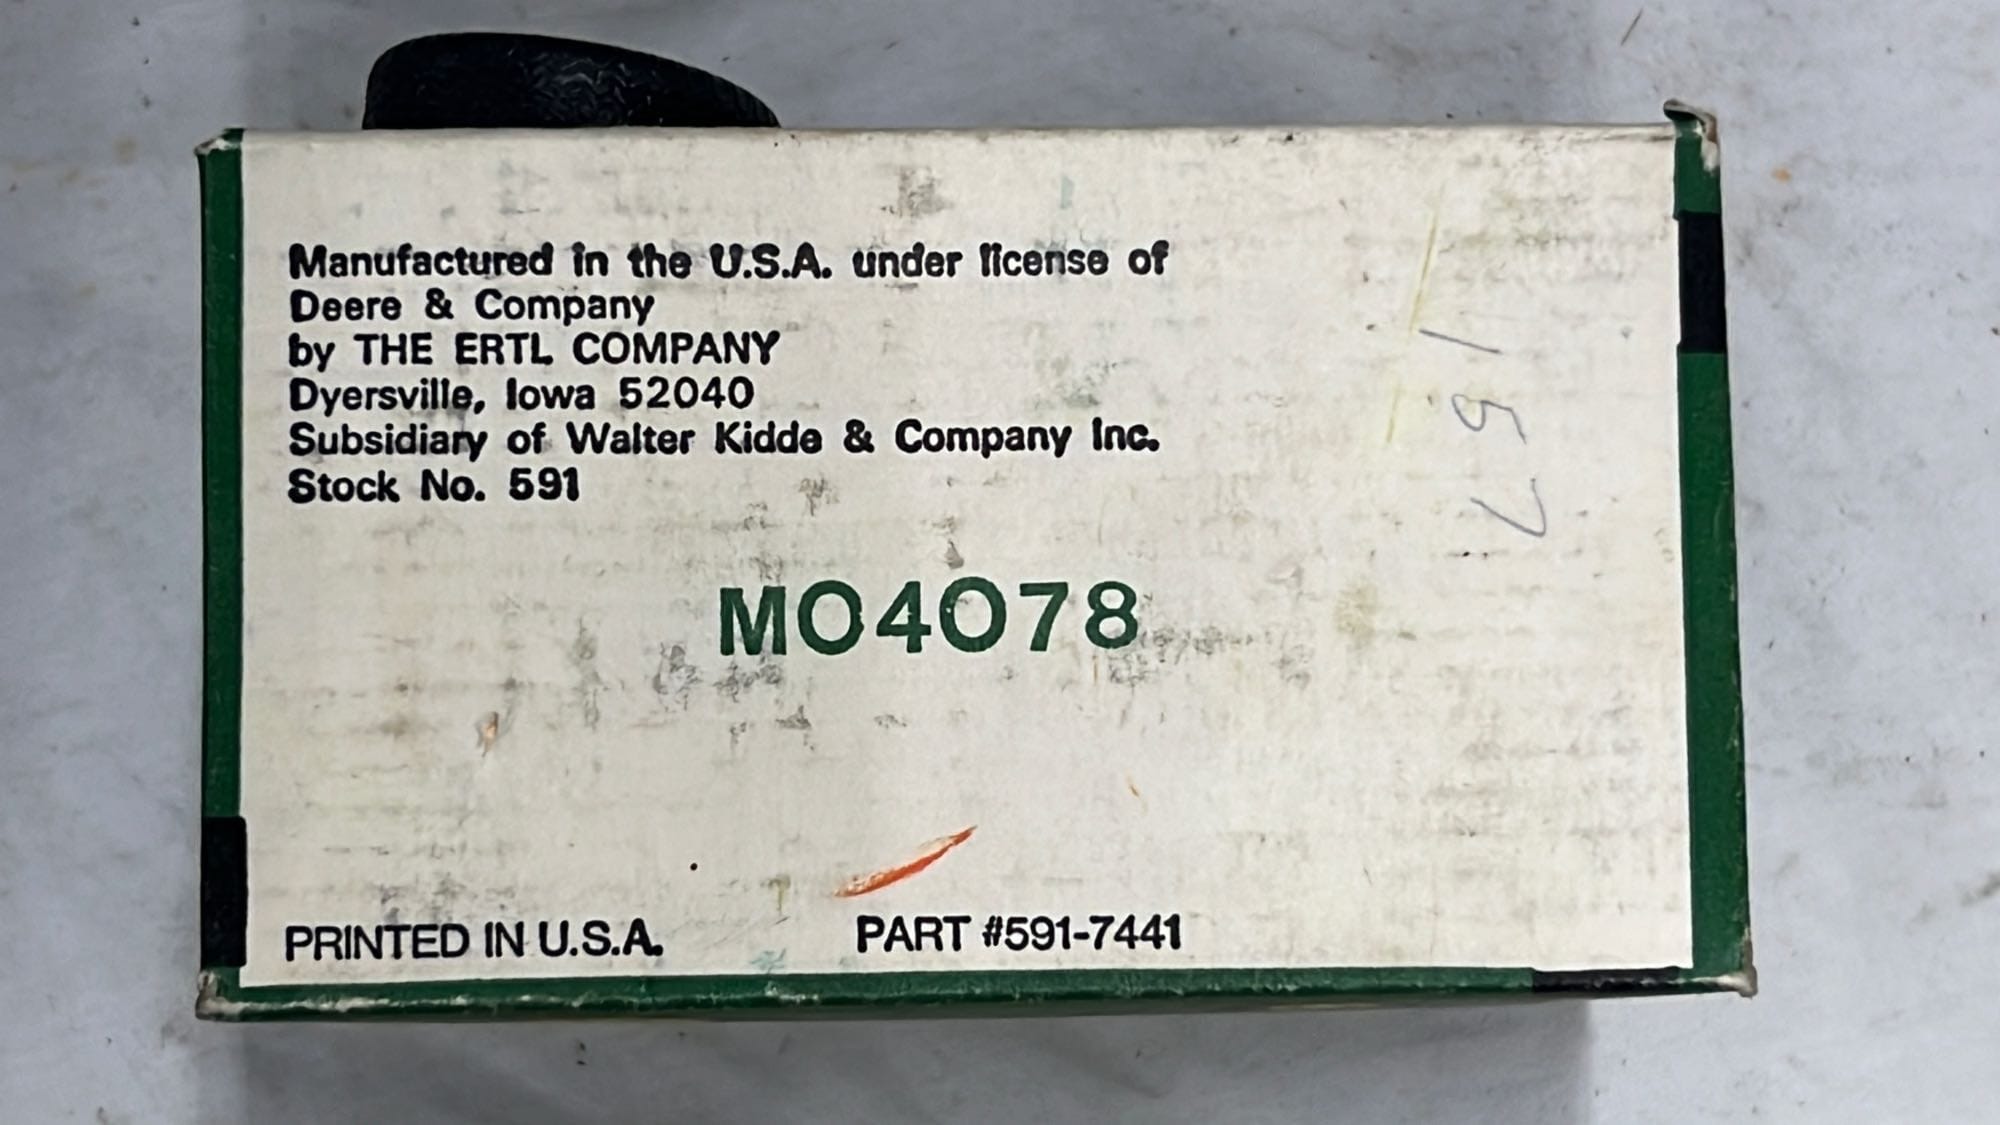 Manufactured in the U.S.A. under license of
Deere & Company
by THE ERTL COMPANY
Dyersville, Iowa 52040
Subsidiary of Walter Kidde & Company Inc.
Stock No. 591
157
MO4078
PRINTED IN U.S.A. PART #591-7441